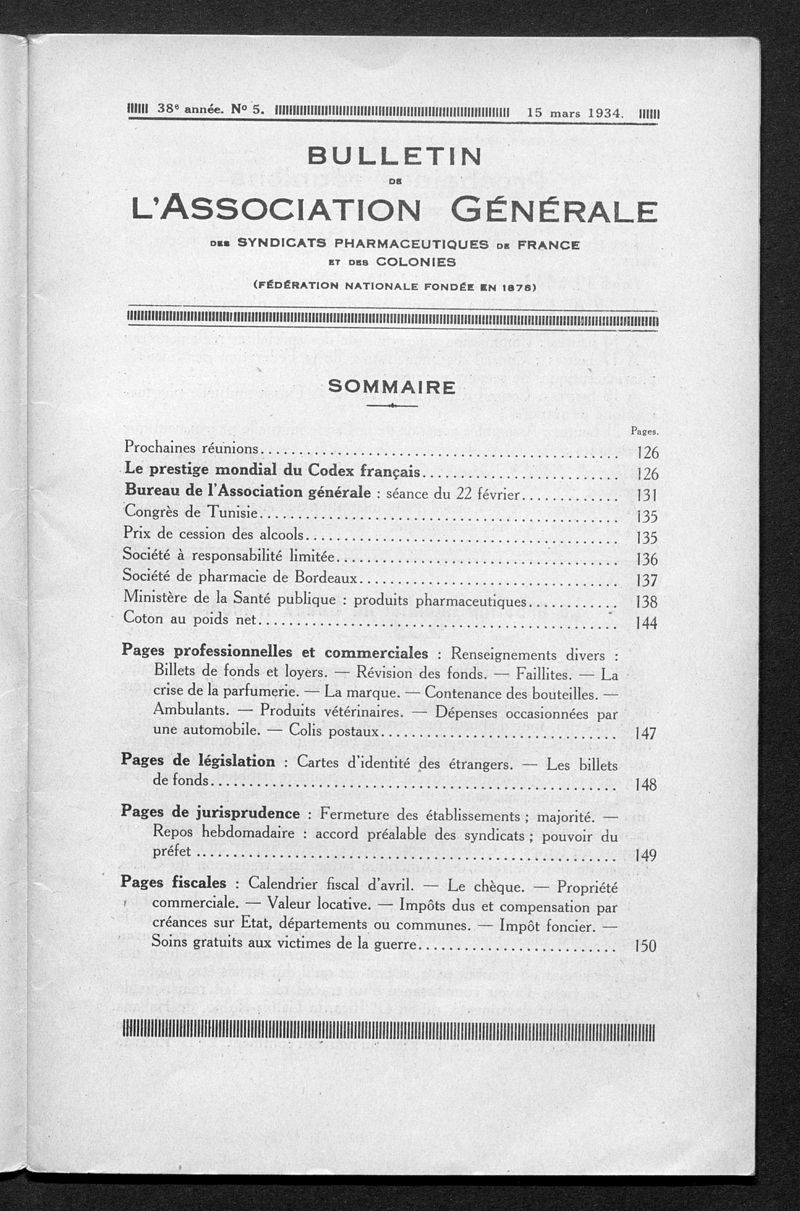 38e année. No 5. 15 mars 1934.
BULLETIN
DE
L'ASSOCIATION GÉNÉRALE
DES SYNDICATS PHARMACEUTIQUES DE FRANCE
ET DES COLONIES
(FÉDÉRATION NATIONALE FONDÉE EN 1878)
SOMMAIRE
Pages.
Prochaines réunions 126
Le prestige mondial du Codex français 126
Bureau de l'Association générale : séance du 22 février 131
Congrès de Tunisie 135
Prix de cession des alcools 135
Société à responsabilité limitée 136
Société de pharmacie de Bordeaux 137
Ministère de la Santé publique : produits pharmaceutiques 138
Coton au poids net 144
Pages professionnelles et commerciales : Renseignements divers :
Billets de fonds et loyers. — Révision des fonds. — Faillites. — La
crise de la parfumerie. — La marque. — Contenance des bouteilles. —
Ambulants. — Produits vétérinaires. — Dépenses occasionnées par
une automobile. — Colis postaux 147
Pages de législation : Cartes d'identité des étrangers. — Les billets
de fonds 148
Pages de jurisprudence : Fermeture des établissements ; majorité. —
Repos hebdomadaire : accord préalable des syndicats ; pouvoir du
préfet 149
Pages fiscales : Calendrier fiscal d'avril. — Le chèque. — Propriété
commerciale. — Valeur locative. — Impôts dus et compensation par
créances sur Etat, départements ou communes. — Impôt foncier. —
Soins gratuits aux victimes de la guerre 150